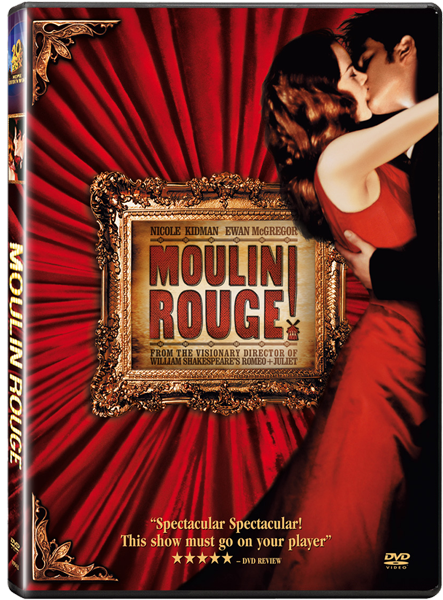 NICOLE KIDMAN EWAN McGREGOR
MOULIN
ROUGE!
FROM THE VISIONARY DIRECTOR OF
WILLIAM SHAKESPEARE'S ROMEO+JULIET
"Spectacular Spectacular!
This show must go on your player"
★★★★★ – DVD REVIEW
DVD
VIDEO
MOULIN ROUGE